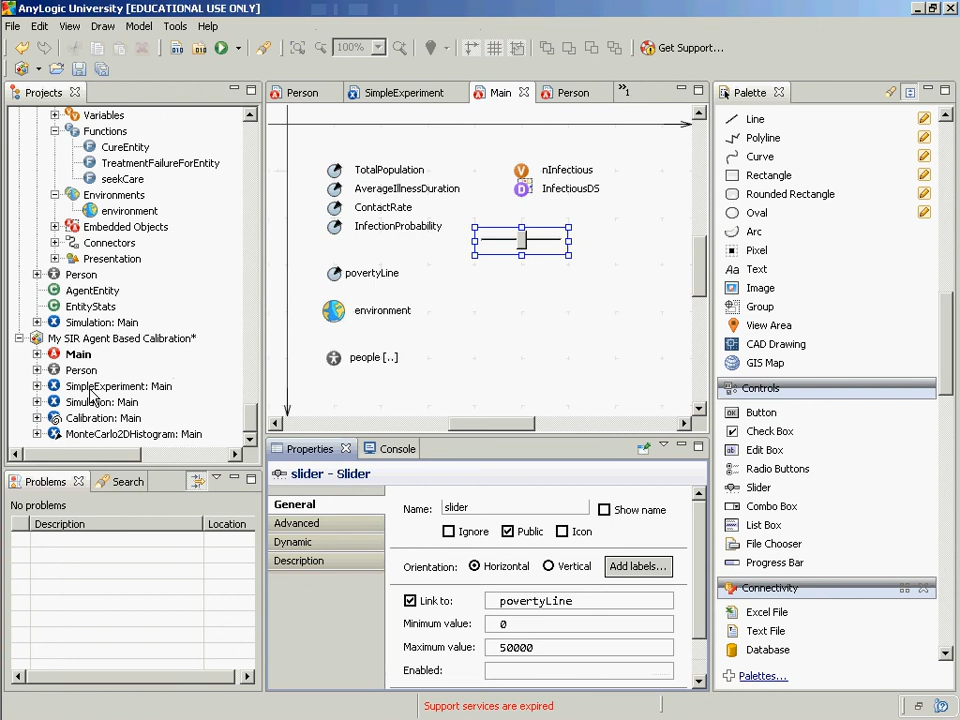 AnyLogic University [EDUCATIONAL USE ONLY]
File Edit View Draw Model Tools Help
100% Get Support...
Projects
Variables
Functions
CureEntity
TreatmentFailureForEntity
seekCare
Environments
environment
Embedded Objects
Connectors
Presentation
Person
AgentEntity
EntityStats
Simulation: Main
My SIR Agent Based Calibration*
Main
Person
SimpleExperiment: Main
Simulation: Main
Calibration: Main
MonteCarlo2DHistogram: Main
Problems Search
No problems
Description Location
Person SimpleExperiment Main Person »1
TotalPopulation
AverageIllnessDuration
ContactRate
InfectionProbability
povertyLine
environment
people [..]
V nInfectious
D InfectiousDS
Properties Console
slider - Slider
General
Advanced
Dynamic
Description
Name: slider Show name
Ignore Public Icon
Orientation: Horizontal Vertical Add labels...
Link to: povertyLine
Minimum value: 0
Maximum value: 50000
Enabled:
Palette
Line
Polyline
Curve
Rectangle
Rounded Rectangle
Oval
Arc
Pixel
Aa Text
Image
Group
View Area
CAD Drawing
GIS Map
Controls
Button
Check Box
Edit Box
Radio Buttons
Slider
Combo Box
List Box
File Chooser
Progress Bar
Connectivity
Excel File
Text File
Database
Palettes...
Support services are expired